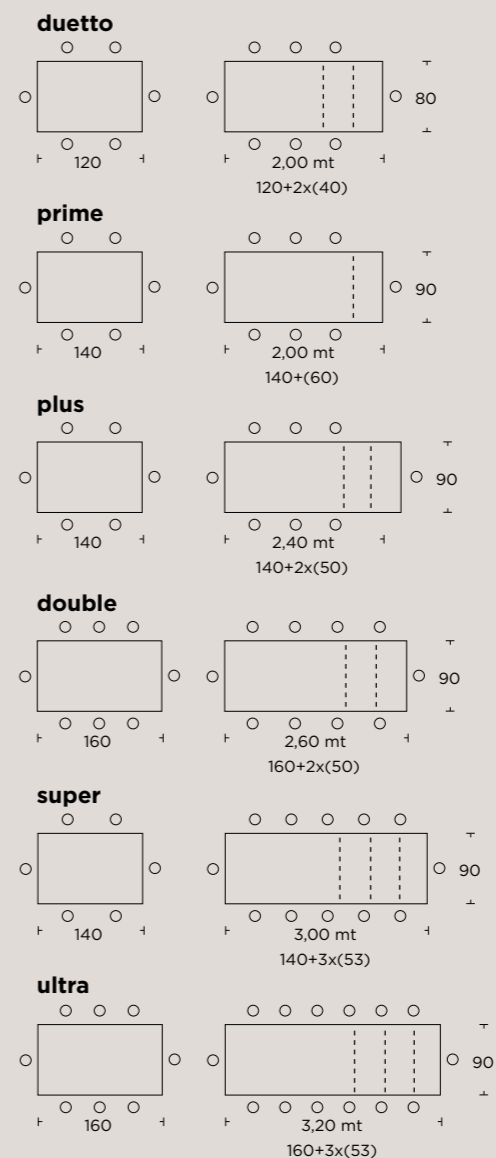 duetto
80
120
2,00 mt
120+2x(40)
prime
90
140
2,00 mt
140+(60)
plus
90
140
2,40 mt
140+2x(50)
double
90
160
2,60 mt
160+2x(50)
super
90
140
3,00 mt
140+3x(53)
ultra
90
160
3,20 mt
160+3x(53)